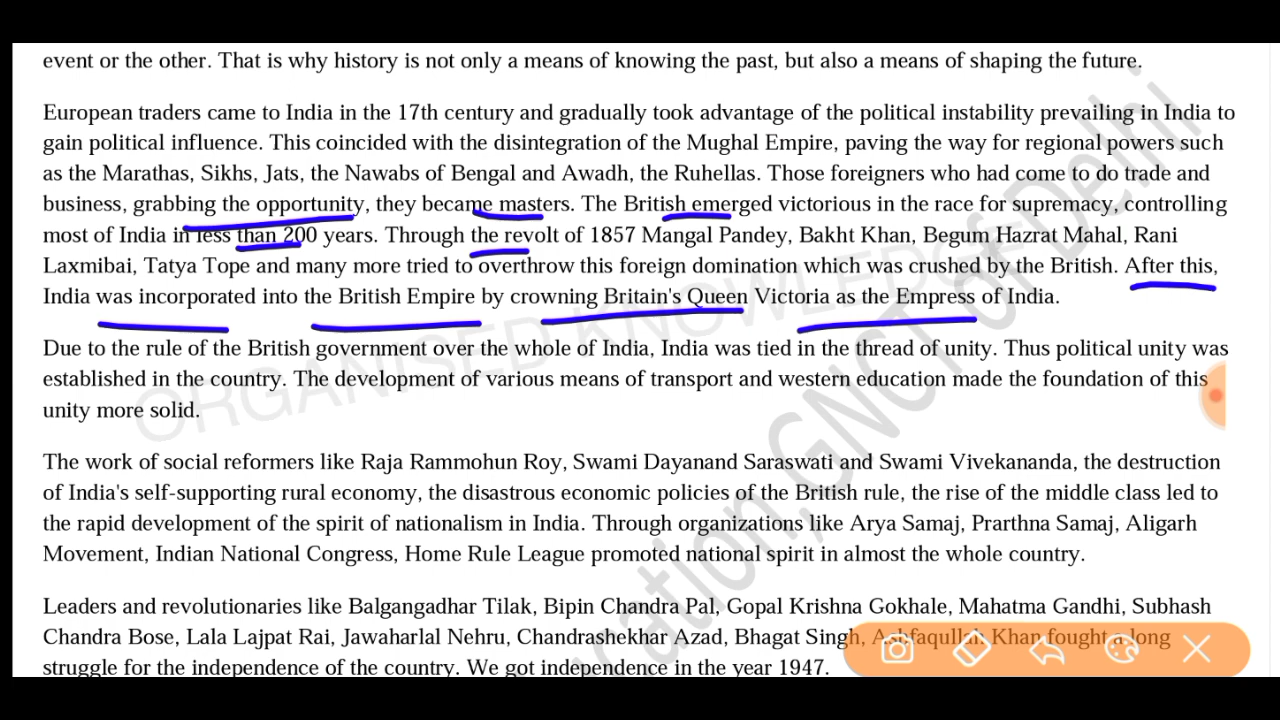 event or the other. That is why history is not only a means of knowing the past, but also a means of shaping the future.
European traders came to India in the 17th century and gradually took advantage of the political instability prevailing in India to
gain political influence. This coincided with the disintegration of the Mughal Empire, paving the way for regional powers such
as the Marathas, Sikhs, Jats, the Nawabs of Bengal and Awadh, the Ruhellas. Those foreigners who had come to do trade and
business, grabbing the opportunity, they became masters. The British emerged victorious in the race for supremacy, controlling
most of India in less than 200 years. Through the revolt of 1857 Mangal Pandey, Bakht Khan, Begum Hazrat Mahal, Rani
Laxmibai, Tatya Tope and many more tried to overthrow this foreign domination which was crushed by the British. After this,
India was incorporated into the British Empire by crowning Britain's Queen Victoria as the Empress of India.
Due to the rule of the British government over the whole of India, India was tied in the thread of unity. Thus political unity was
established in the country. The development of various means of transport and western education made the foundation of this
unity more solid.
The work of social reformers like Raja Rammohun Roy, Swami Dayanand Saraswati and Swami Vivekananda, the destruction
of India's self-supporting rural economy, the disastrous economic policies of the British rule, the rise of the middle class led to
the rapid development of the spirit of nationalism in India. Through organizations like Arya Samaj, Prarthna Samaj, Aligarh
Movement, Indian National Congress, Home Rule League promoted national spirit in almost the whole country.
Leaders and revolutionaries like Balgangadhar Tilak, Bipin Chandra Pal, Gopal Krishna Gokhale, Mahatma Gandhi, Subhash
Chandra Bose, Lala Lajpat Rai, Jawaharlal Nehru, Chandrashekhar Azad, Bhagat Singh, Ashfaqullah Khan fought a long
struggle for the independence of the country. We got independence in the year 1947.
ORGANISED KNOWLEDGE
GNCT of Delhi